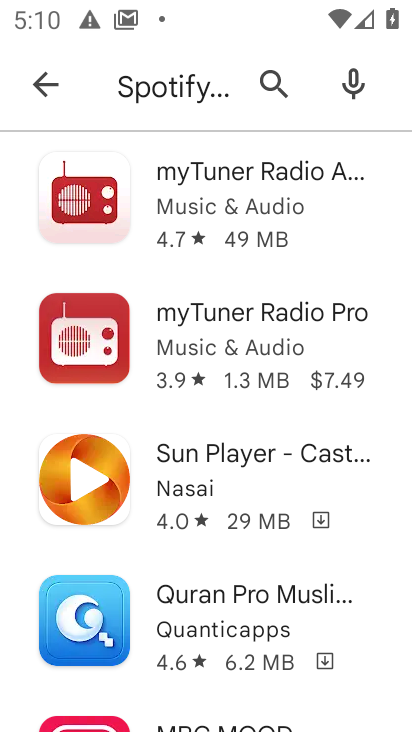 5:10
Spotify...
myTuner Radio A...
Music & Audio
4.7★ 49 MB
myTuner Radio Pro
Music & Audio
3.9★ 1.3 MB $7.49
Sun Player - Cast...
Nasai
4.0★ 29 MB
Quran Pro Musli...
Quanticapps
4.6★ 6.2 MB
MBC MOOD